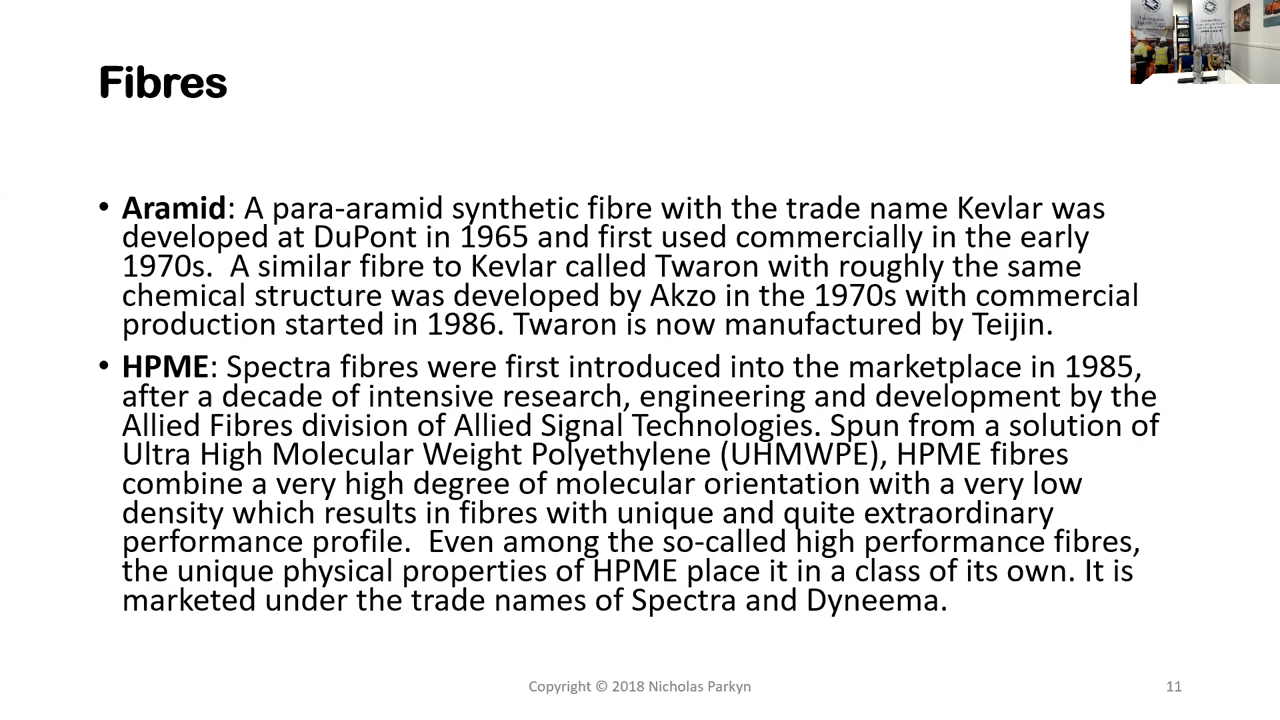 Fibres
• Aramid: A para-aramid synthetic fibre with the trade name Kevlar was
developed at DuPont in 1965 and first used commercially in the early
1970s.  A similar fibre to Kevlar called Twaron with roughly the same
chemical structure was developed by Akzo in the 1970s with commercial
production started in 1986. Twaron is now manufactured by Teijin.
• HPME: Spectra fibres were first introduced into the marketplace in 1985,
after a decade of intensive research, engineering and development by the
Allied Fibres division of Allied Signal Technologies. Spun from a solution of
Ultra High Molecular Weight Polyethylene (UHMWPE), HPME fibres
combine a very high degree of molecular orientation with a very low
density which results in fibres with unique and quite extraordinary
performance profile.  Even among the so-called high performance fibres,
the unique physical properties of HPME place it in a class of its own. It is
marketed under the trade names of Spectra and Dyneema.
Copyright © 2018 Nicholas Parkyn
11